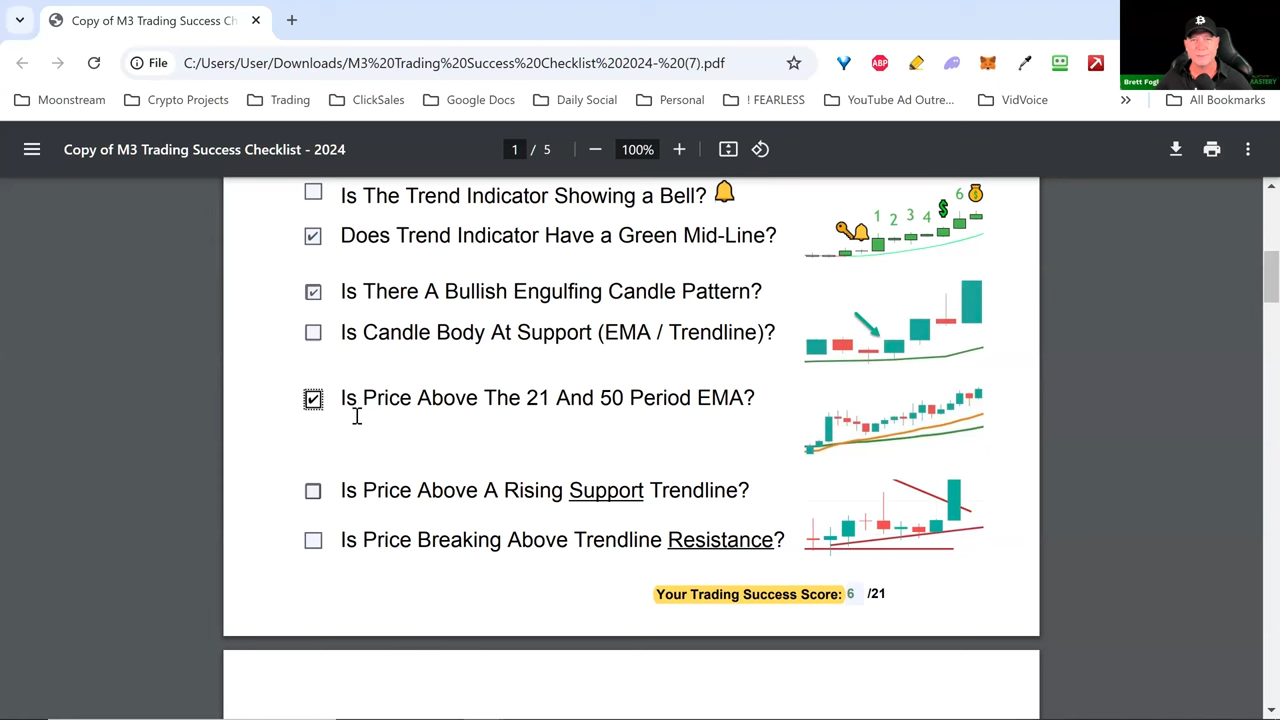 Copy of M3 Trading Success Ch
File
C:/Users/User/Downloads/M3%20Trading%20Success%20Checklist%202024-%20(7).pdf
ABP
Brett Fogl
Moonstream
Crypto Projects
Trading
ClickSales
Google Docs
Daily Social
Personal
! FEARLESS
YouTube Ad Outre...
VidVoice
»
All Bookmarks
Copy of M3 Trading Success Checklist - 2024
1 / 5
100%
Is The Trend Indicator Showing a Bell?
Does Trend Indicator Have a Green Mid-Line?
1 2 3 4 $ 6 $
Is There A Bullish Engulfing Candle Pattern?
Is Candle Body At Support (EMA / Trendline)?
Is Price Above The 21 And 50 Period EMA?
Is Price Above A Rising Support Trendline?
Is Price Breaking Above Trendline Resistance?
Your Trading Success Score: 6 /21